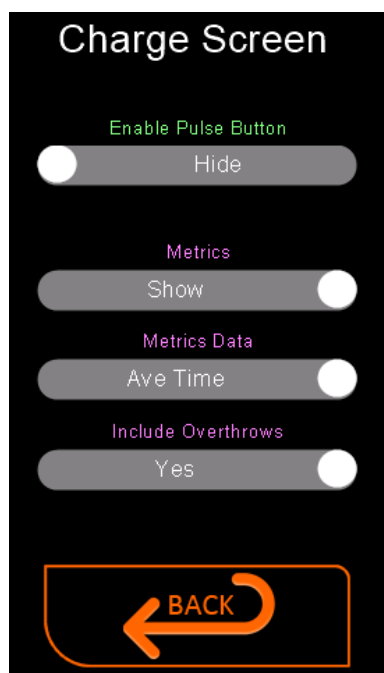 Charge Screen
Enable Pulse Button
Hide
Metrics
Show
Metrics Data
Ave Time
Include Overthrows
Yes
BACK